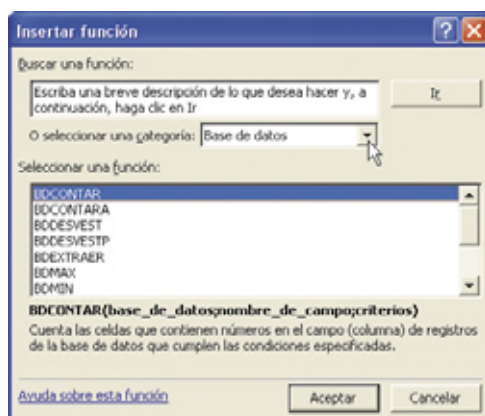 Insertar función
Buscar una función:
Escriba una breve descripción de lo que desea hacer y, a
continuación, haga clic en Ir
Ir
O seleccionar una categoría: Base de datos
Seleccionar una función:
BDCONTAR
BDCONTARA
BDDESVEST
BDDESVESTP
BDEXTRAER
BDMAX
BDMIN
BDCONTAR(base_de_datos;nombre_de_campo;criterios)
Cuenta las celdas que contienen números en el campo (columna) de registros
de la base de datos que cumplen las condiciones especificadas.
Ayuda sobre esta función
Aceptar
Cancelar